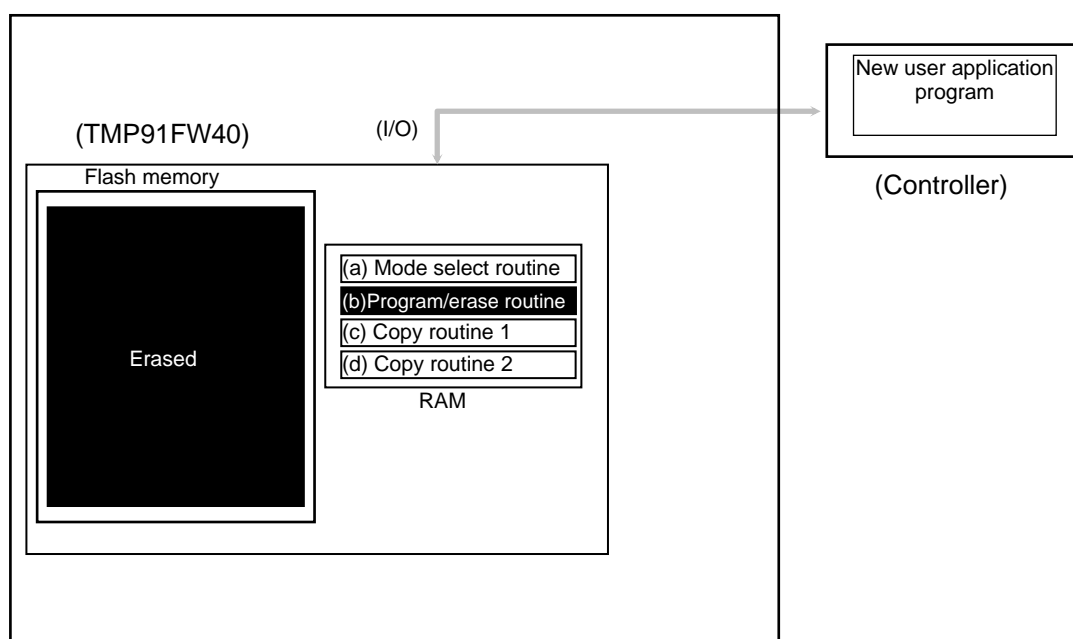 New user application
program
(TMP91FW40)
(I/O)
(Controller)
Flash memory
(a) Mode select routine
(b)Program/erase routine
(c) Copy routine 1
(d) Copy routine 2
Erased
RAM